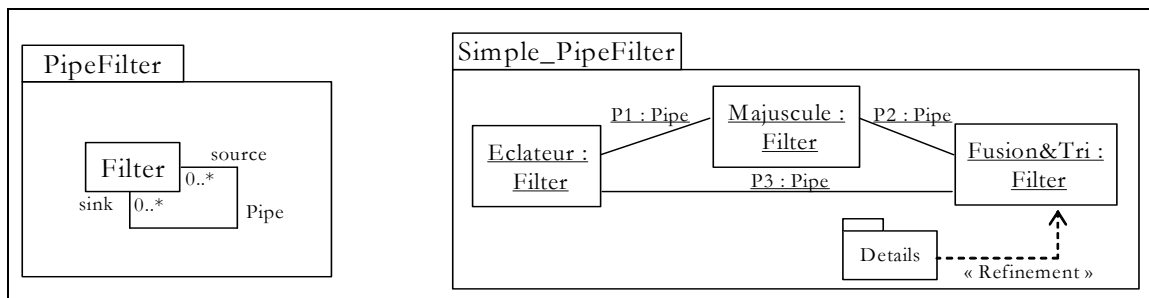 PipeFilter
Filter
source
0..*
sink
0..*
Pipe
Simple_PipeFilter
P1 : Pipe
Majuscule :
Filter
P2 : Pipe
Eclateur :
Filter
Fusion&Tri :
Filter
P3 : Pipe
Details
« Refinement »